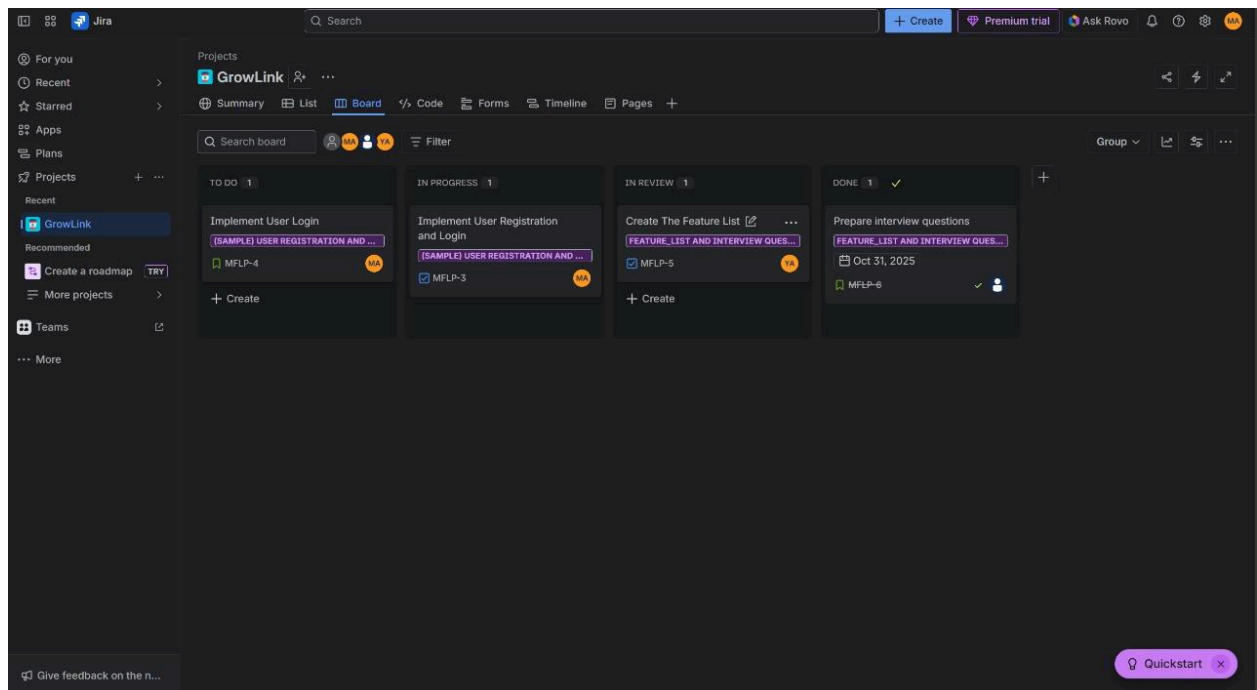 Jira
Search
Create
Premium trial
Ask Rovo
MA
For you
Recent
Starred
Apps
Plans
Projects
Recent
GrowLink
Recommended
Create a roadmap TRY
More projects
Teams
More
Give feedback on the n...
Projects
GrowLink
Summary
List
Board
Code
Forms
Timeline
Pages
Search board
MA
YA
Filter
Group
TO DO 1
Implement User Login
(SAMPLE) USER REGISTRATION AND ...
MFLP-4
MA
Create
IN PROGRESS 1
Implement User Registration
and Login
(SAMPLE) USER REGISTRATION AND ...
MFLP-3
MA
IN REVIEW 1
Create The Feature List
FEATURE_LIST AND INTERVIEW QUES...
MFLP-5
YA
Create
DONE 1
Prepare interview questions
FEATURE_LIST AND INTERVIEW QUES...
Oct 31, 2025
MFLP-6
Quickstart